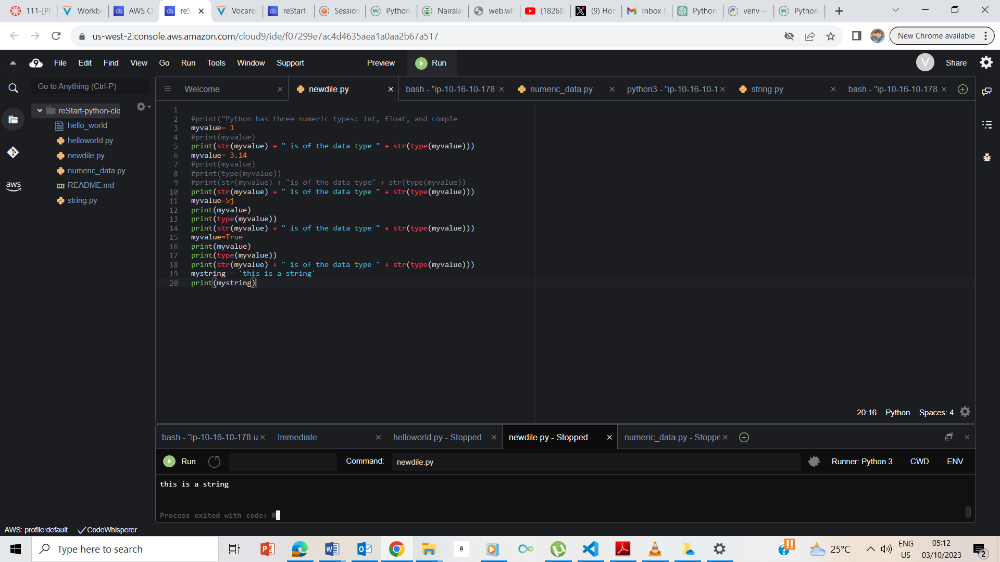 111-[PF
Workbe
AWS Cl
reS
Vocareu
reStart-
Session
Python
Nairalar
web.wh
(18268)
(9) Hon
Inbox (
Python
venv —
Python
us-west-2.console.aws.amazon.com/cloud9/ide/f07299e7ac4d4635aea1a0aa2b67a517
New Chrome available
File Edit Find View Go Run Tools Window Support Preview Run
V Share
Go to Anything (Ctrl-P)
Welcome
newdile.py
bash - "ip-10-16-10-178.
numeric_data.py
python3 - "ip-10-16-10-1
string.py
bash - "ip-10-16-10-178.
reStart-python-clo
hello_world
helloworld.py
newdile.py
numeric_data.py
README.md
string.py
aws
1
2 #print("Python has three numeric types: int, float, and comple
3 myvalue= 1
4 #print(myvalue)
5 print(str(myvalue) + " is of the data type " + str(type(myvalue)))
6 myvalue= 3.14
7 #print(myvalue)
8 #print(type(myvalue))
9 #print(str(myvalue) + "is of the data type" + str(type(myvalue))
10 print(str(myvalue) + " is of the data type " + str(type(myvalue)))
11 myvalue=5j
12 print(myvalue)
13 print(type(myvalue))
14 print(str(myvalue) + " is of the data type " + str(type(myvalue)))
15 myvalue=True
16 print(myvalue)
17 print(type(myvalue))
18 print(str(myvalue) + " is of the data type " + str(type(myvalue)))
19 mystring = 'this is a string'
20 print(mystring)
20:16 Python Spaces: 4
bash - "ip-10-16-10-178.u
Immediate
helloworld.py - Stopped
newdile.py - Stopped
numeric_data.py - Stoppe
Run
Command: newdile.py
Runner: Python 3 CWD ENV
this is a string
Process exited with code: 0
AWS: profile:default CodeWhisperer
Type here to search
25°C
ENG
US
05:12
03/10/2023
2